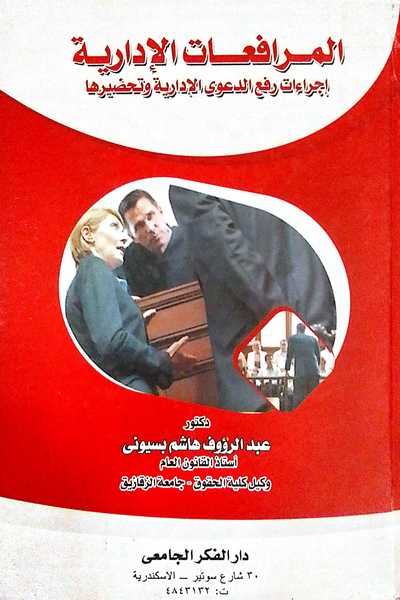 المرافعات الإدارية
إجراءات رفع الدعوى الإدارية وتحضيرها
دكتور
عبد الرؤوف هاشم بسيونى
أستاذ القانون العام
وكيل كلية الحقوق - جامعة الزقازيق
دار الفكر الجامعى
٣٠ شارع سوتير - الاسكندرية
ت: ٤٨٤٣١٣٢